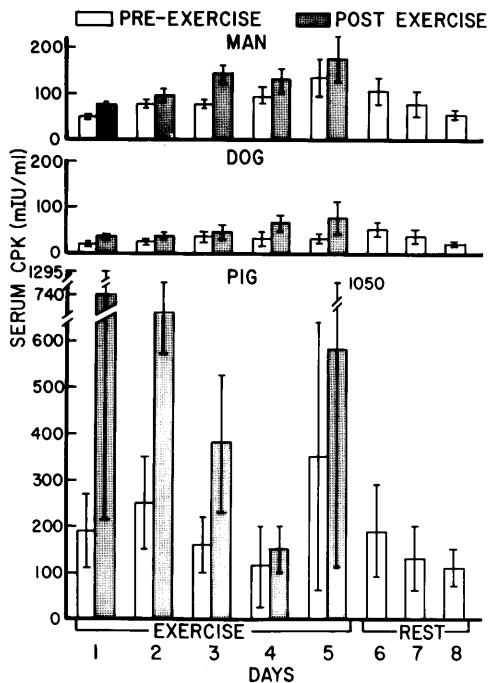 PRE-EXERCISE POST EXERCISE
MAN
200
100
0
DOG
200
100
0
PIG
1295
740
1050
600
500
400
300
200
100
0
SERUM CPK (mIU/ml)
EXERCISE REST
1 2 3 4 5 6 7 8
DAYS